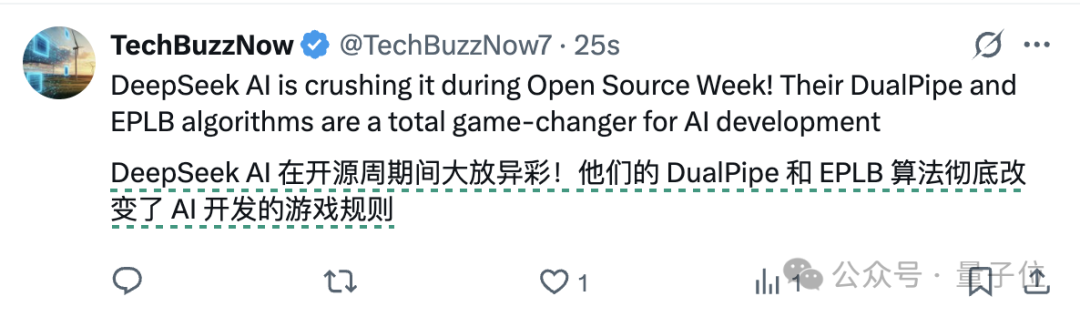 TechBuzzNow @TechBuzzNow7 · 25s
DeepSeek AI is crushing it during Open Source Week! Their DualPipe and
EPLB algorithms are a total game-changer for AI development
DeepSeek AI 在开源周期间大放异彩！他们的 DualPipe 和 EPLB 算法彻底改
变了 AI 开发的游戏规则
1 1 公众号 · 量子位